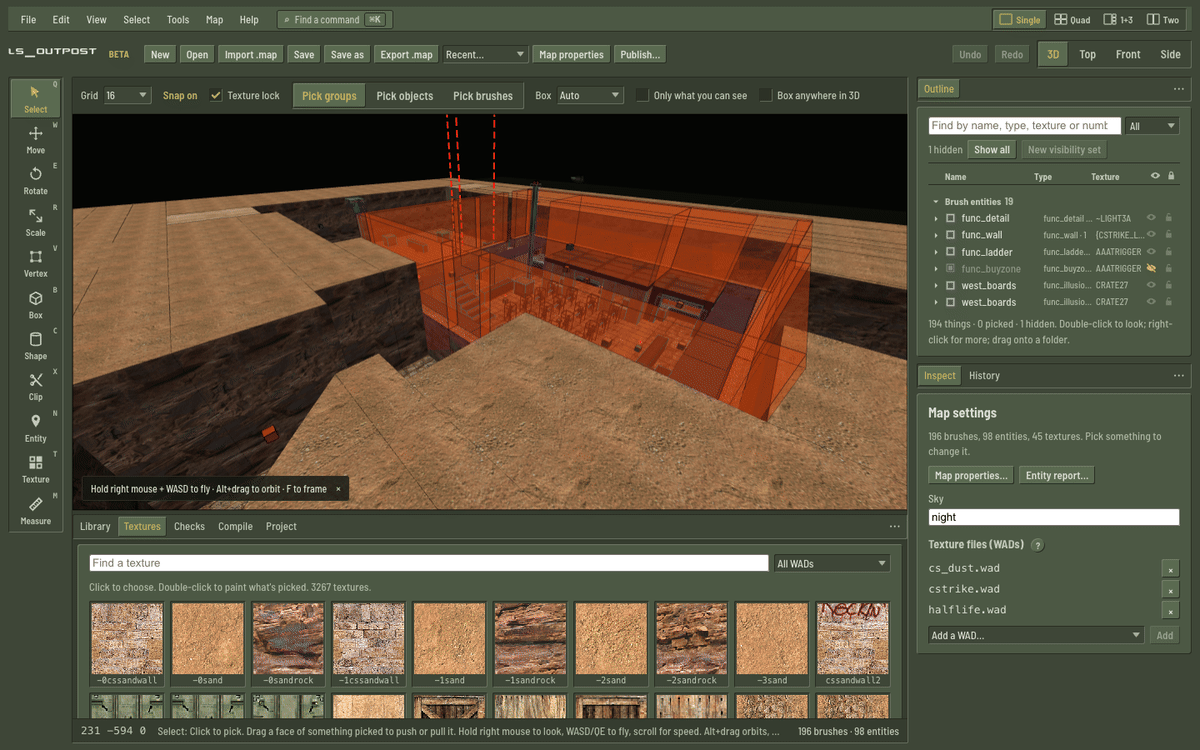 File Edit View Select Tools Map Help Find a command ⌘K Single Quad 1+3 Two
LS_OUTPOST BETA New Open Import .map Save Save as Export .map Recent... Map properties Publish... Undo Redo 3D Top Front Side
Q Select
W Move
E Rotate
R Scale
V Vertex
B Box
C Shape
X Clip
N Entity
T Texture
M Measure
Grid 16 Snap on Texture lock Pick groups Pick objects Pick brushes Box Auto Only what you can see Box anywhere in 3D
Hold right mouse + WASD to fly · Alt+drag to orbit · F to frame ×
Library Textures Checks Compile Project ...
Find a texture All WADs
Click to choose. Double-click to paint what's picked. 3267 textures.
-0cssandwall -0sand -0sandrock -1cssandwall -1sand -1sandrock -2sand -2sandrock -3sand cssandwall2
231 -594 0 Select: Click to pick. Drag a face of something picked to push or pull it. Hold right mouse to look, WASD/QE to fly, scroll for speed. Alt+drag orbits, ... 196 brushes · 98 entities
Outline ...
Find by name, type, texture or numb All
1 hidden Show all New visibility set
Name Type Texture
Brush entities 19
func_detail func_detail ... ~LIGHT3A
func_wall func_wall · 1 {CSTRIKE_L...
func_ladder func_ladde... AAATRIGGER
func_buyzone func_buyzo... AAATRIGGER
west_boards func_illusio... CRATE27
west_boards func_illusio... CRATE27
194 things · 0 picked · 1 hidden. Double-click to look; right-
click for more; drag onto a folder.
Inspect History ...
Map settings
196 brushes, 98 entities, 45 textures. Pick something to
change it.
Map properties... Entity report...
Sky
night
Texture files (WADs) ?
cs_dust.wad ×
cstrike.wad ×
halflife.wad ×
Add a WAD... Add